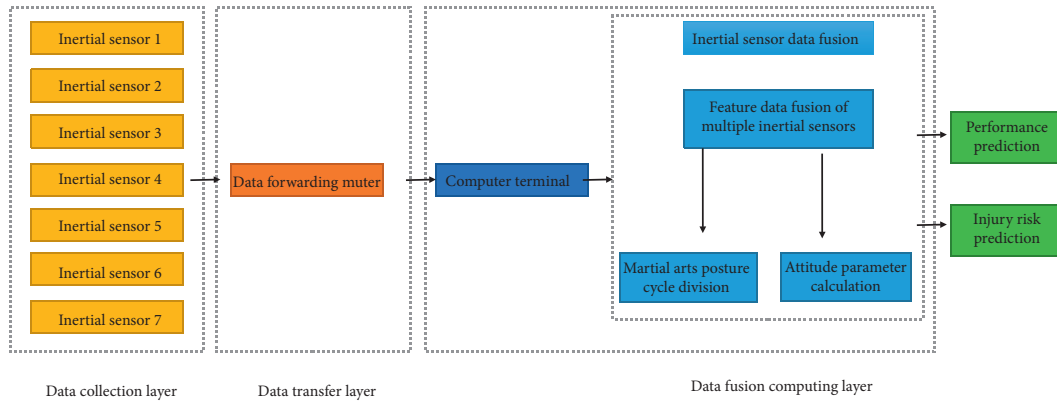 Inertial sensor 1
Inertial sensor 2
Inertial sensor 3
Inertial sensor 4
Inertial sensor 5
Inertial sensor 6
Inertial sensor 7
Data collection layer
Data forwarding muter
Data transfer layer
Computer terminal
Inertial sensor data fusion
Feature data fusion of
multiple inertial sensors
Martial arts posture
cycle division
Attitude parameter
calculation
Data fusion computing layer
Performance
prediction
Injury risk
prediction